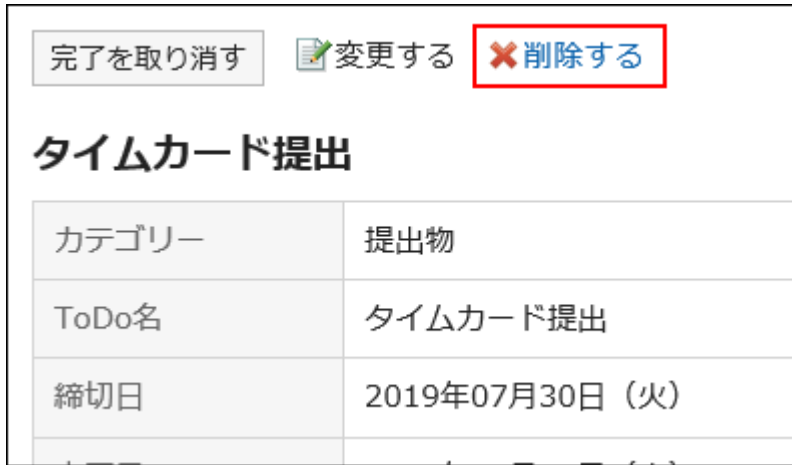 完了を取り消す 変更する 削除する
タイムカード提出
カテゴリー 提出物
ToDo名 タイムカード提出
締切日 2019年07月30日（火）